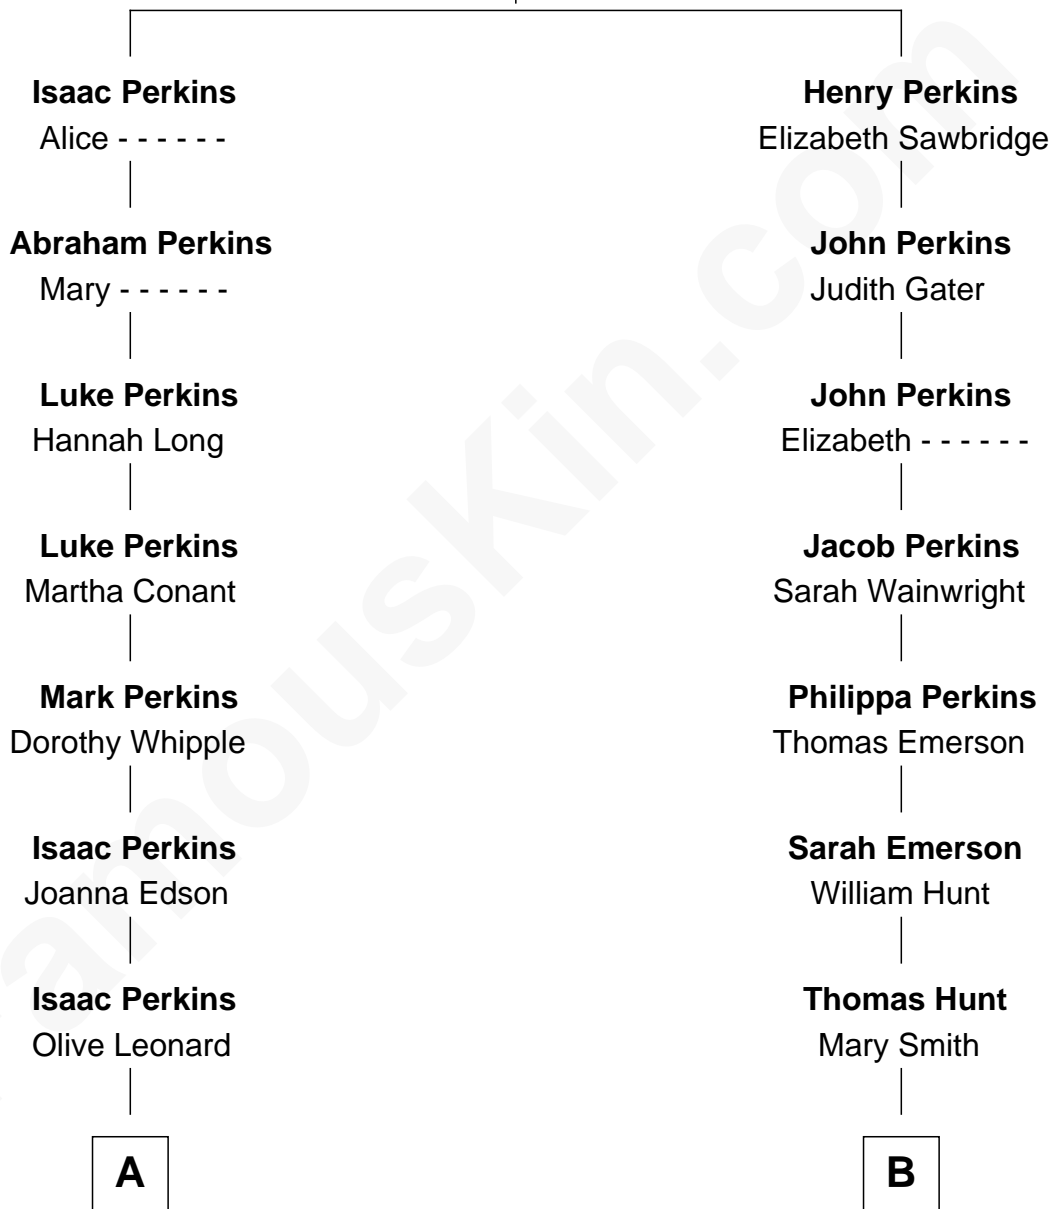 Isaac Perkins
Alice - - - - - -
Abraham Perkins
Mary - - - - - -
Luke Perkins
Hannah Long
Luke Perkins
Martha Conant
Mark Perkins
Dorothy Whipple
Isaac Perkins
Joanna Edson
Isaac Perkins
Olive Leonard
A
Henry Perkins
Elizabeth Sawbridge
John Perkins
Judith Gater
John Perkins
Elizabeth - - - - - -
Jacob Perkins
Sarah Wainwright
Philippa Perkins
Thomas Emerson
Sarah Emerson
William Hunt
Thomas Hunt
Mary Smith
B
amouskin.com